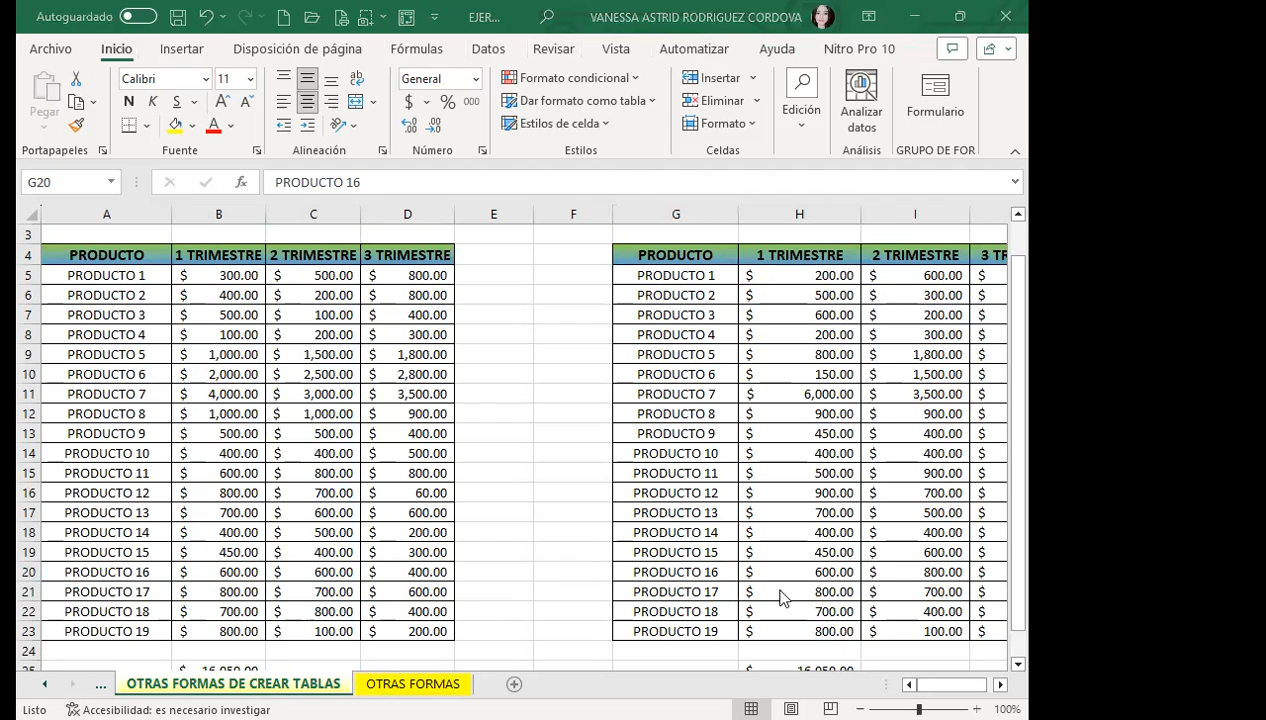 Autoguardado EJER... VANESSA ASTRID RODRIGUEZ CORDOVA
Archivo Inicio Insertar Disposición de página Fórmulas Datos Revisar Vista Automatizar Ayuda Nitro Pro 10
Pegar Calibri 11 General Formato condicional Insertar Edición Analizar datos Formulario
N K S $ % 000 Dar formato como tabla Eliminar
Estilos de celda Formato
Portapapeles Fuente Alineación Número Estilos Celdas Análisis GRUPO DE FOR
G20 fx PRODUCTO 16
A B C D E F G H I
3
4 PRODUCTO 1 TRIMESTRE 2 TRIMESTRE 3 TRIMESTRE PRODUCTO 1 TRIMESTRE 2 TRIMESTRE 3 TR
5 PRODUCTO 1 $ 300.00 $ 500.00 $ 800.00 PRODUCTO 1 $ 200.00 $ 600.00 $
6 PRODUCTO 2 $ 400.00 $ 200.00 $ 800.00 PRODUCTO 2 $ 500.00 $ 300.00 $
7 PRODUCTO 3 $ 500.00 $ 100.00 $ 400.00 PRODUCTO 3 $ 600.00 $ 200.00 $
8 PRODUCTO 4 $ 100.00 $ 200.00 $ 300.00 PRODUCTO 4 $ 200.00 $ 300.00 $
9 PRODUCTO 5 $ 1,000.00 $ 1,500.00 $ 1,800.00 PRODUCTO 5 $ 800.00 $ 1,800.00 $
10 PRODUCTO 6 $ 2,000.00 $ 2,500.00 $ 2,800.00 PRODUCTO 6 $ 150.00 $ 1,500.00 $
11 PRODUCTO 7 $ 4,000.00 $ 3,000.00 $ 3,500.00 PRODUCTO 7 $ 6,000.00 $ 3,500.00 $
12 PRODUCTO 8 $ 1,000.00 $ 1,000.00 $ 900.00 PRODUCTO 8 $ 900.00 $ 900.00 $
13 PRODUCTO 9 $ 500.00 $ 500.00 $ 400.00 PRODUCTO 9 $ 450.00 $ 400.00 $
14 PRODUCTO 10 $ 400.00 $ 400.00 $ 500.00 PRODUCTO 10 $ 400.00 $ 400.00 $
15 PRODUCTO 11 $ 600.00 $ 800.00 $ 800.00 PRODUCTO 11 $ 500.00 $ 900.00 $
16 PRODUCTO 12 $ 800.00 $ 700.00 $ 60.00 PRODUCTO 12 $ 900.00 $ 700.00 $
17 PRODUCTO 13 $ 700.00 $ 600.00 $ 600.00 PRODUCTO 13 $ 700.00 $ 500.00 $
18 PRODUCTO 14 $ 400.00 $ 500.00 $ 200.00 PRODUCTO 14 $ 400.00 $ 400.00 $
19 PRODUCTO 15 $ 450.00 $ 400.00 $ 300.00 PRODUCTO 15 $ 450.00 $ 600.00 $
20 PRODUCTO 16 $ 600.00 $ 600.00 $ 400.00 PRODUCTO 16 $ 600.00 $ 800.00 $
21 PRODUCTO 17 $ 800.00 $ 700.00 $ 600.00 PRODUCTO 17 $ 800.00 $ 700.00 $
22 PRODUCTO 18 $ 700.00 $ 800.00 $ 400.00 PRODUCTO 18 $ 700.00 $ 400.00 $
23 PRODUCTO 19 $ 800.00 $ 100.00 $ 200.00 PRODUCTO 19 $ 800.00 $ 100.00 $
24
25 $ 16,050.00 $ 16,050.00
... OTRAS FORMAS DE CREAR TABLAS OTRAS FORMAS
Listo Accesibilidad: es necesario investigar 100%